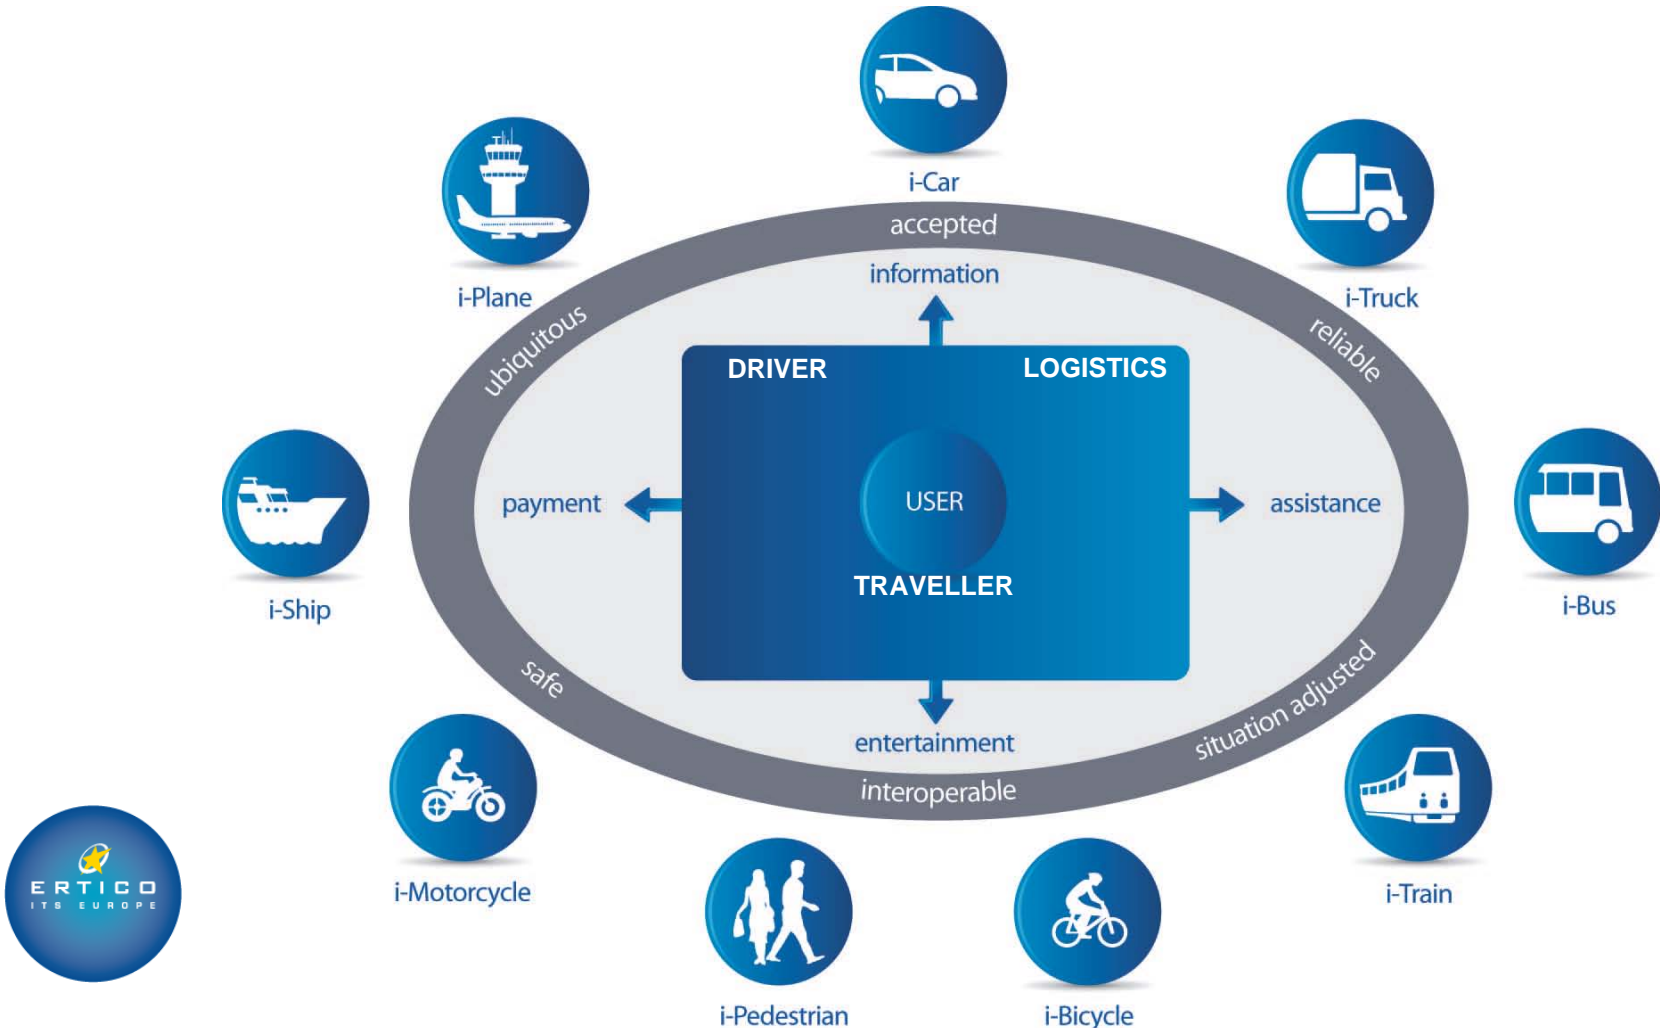 i-Car
i-Plane
i-Truck
accepted
information
ubiquitous
reliable
DRIVER
LOGISTICS
payment
USER
assistance
TRAVELLER
i-Ship
i-Bus
safe
situation adjusted
entertainment
interoperable
i-Motorcycle
i-Train
ERTICO
ITS EUROPE
i-Pedestrian
i-Bicycle